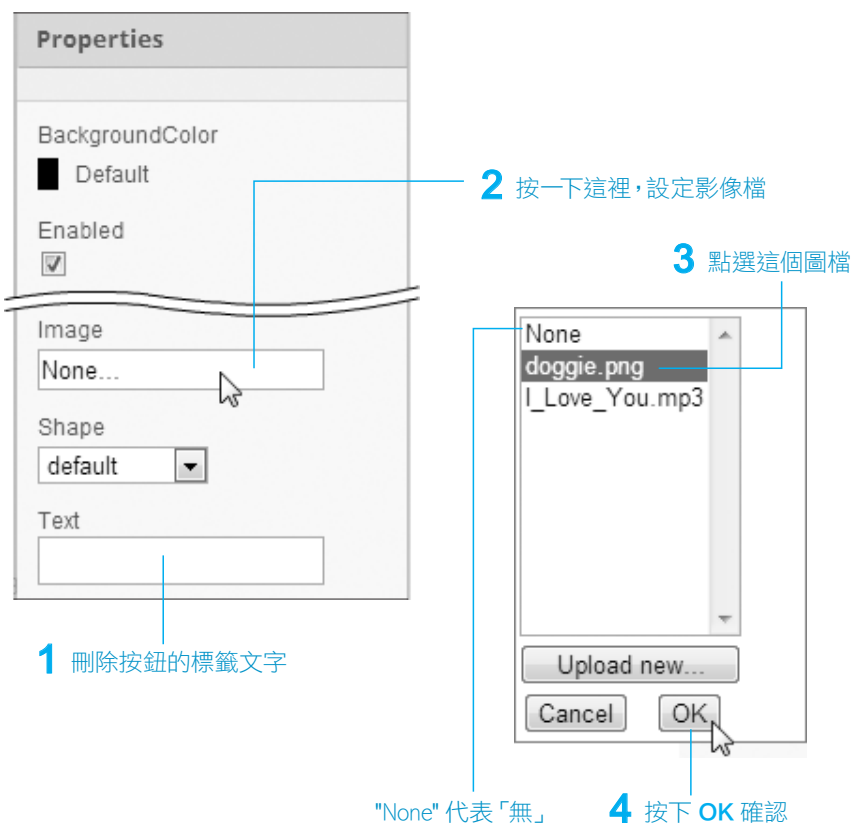 Properties
BackgroundColor
Default
2 按一下這裡，設定影像檔
Enabled
3 點選這個圖檔
Image
None...
Shape
default
Text
1 刪除按鈕的標籤文字
None
doggie.png
I_Love_You.mp3
Upload new...
Cancel
OK
"None" 代表「無」
4 按下 OK 確認